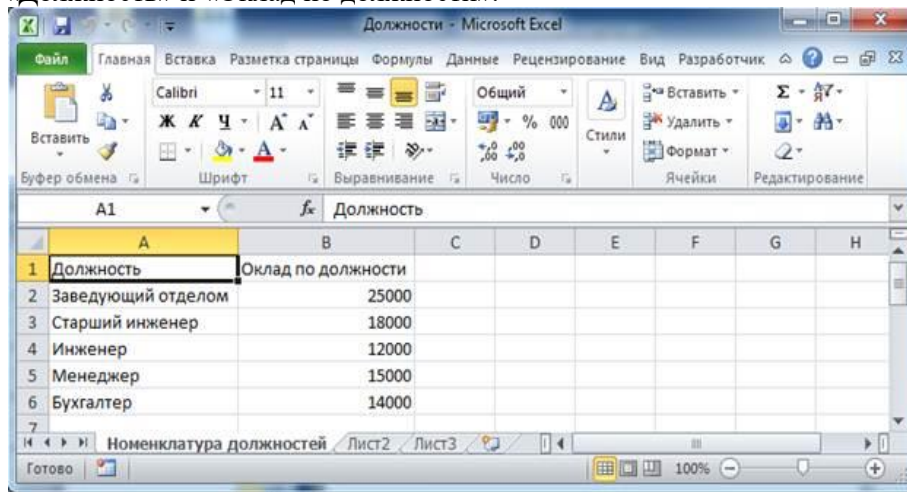 Должности - Microsoft Excel
Файл Главная Вставка Разметка страницы Формулы Данные Рецензирование Вид Разработчик
Вставить
Calibri 11
Ж К Ч
Общий
% 000
Стили
Вставить
Удалить
Формат
Буфер обмена Шрифт Выравнивание Число Ячейки Редактирование
A1 fx Должность
A B C D E F G H
1 Должность Оклад по должности
2 Заведующий отделом 25000
3 Старший инженер 18000
4 Инженер 12000
5 Менеджер 15000
6 Бухгалтер 14000
7
Номенклатура должностей Лист2 Лист3
Готово 100%